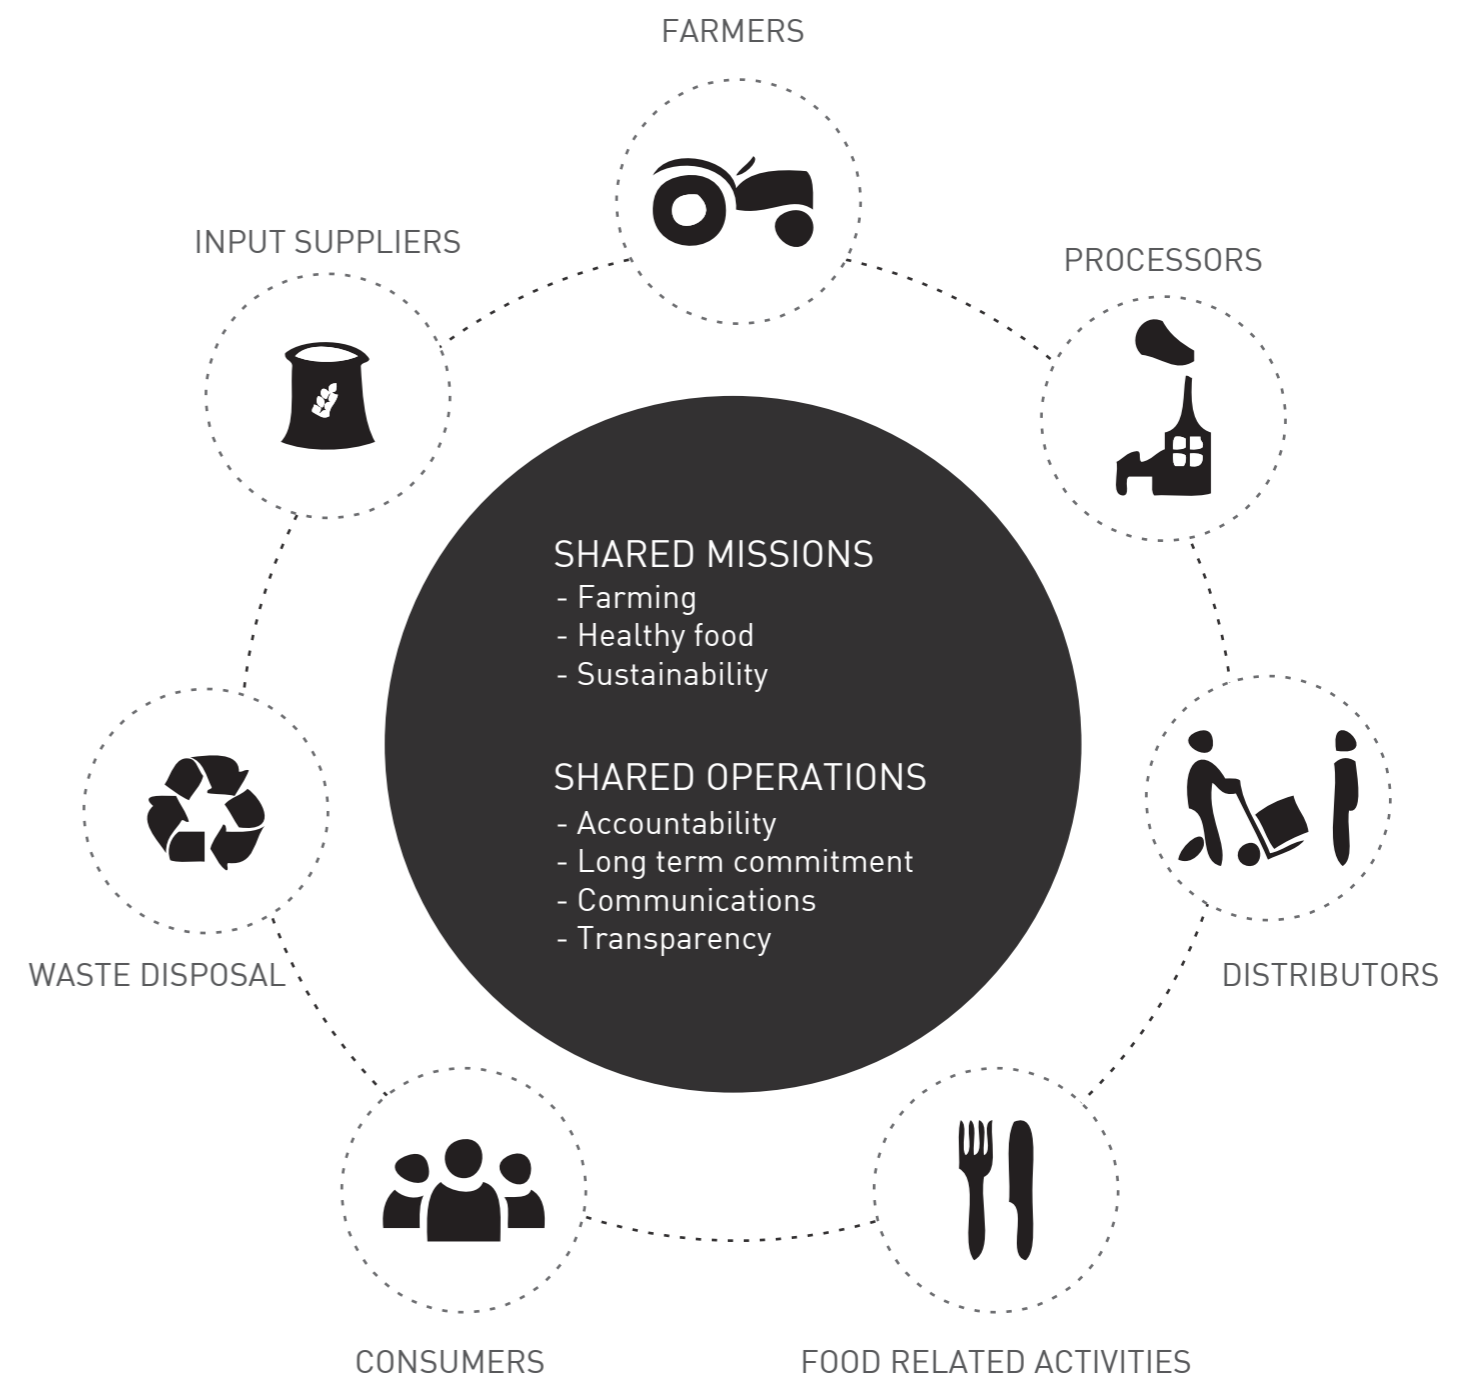 FARMERS
INPUT SUPPLIERS
PROCESSORS
SHARED MISSIONS
- Farming
- Healthy food
- Sustainability
SHARED OPERATIONS
- Accountability
- Long term commitment
- Communications
- Transparency
WASTE DISPOSAL
DISTRIBUTORS
CONSUMERS
FOOD RELATED ACTIVITIES